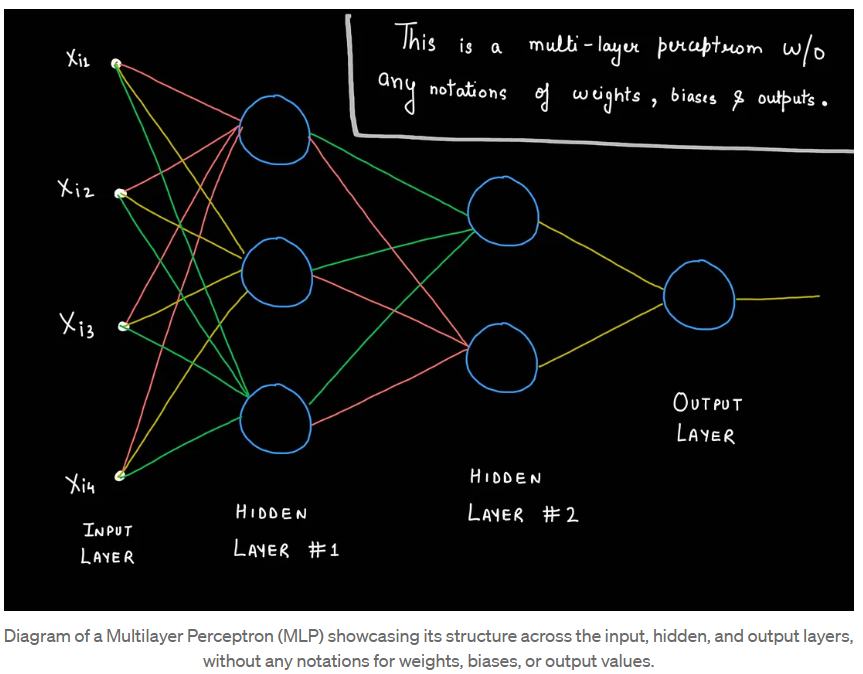 This is a multi-layer perceptrom w/o
any notations of weights, biases & outputs.
Xi1
Xi2
Xi3
Xi4
INPUT
LAYER
HIDDEN
LAYER #1
HIDDEN
LAYER #2
OUTPUT
LAYER
Diagram of a Multilayer Perceptron (MLP) showcasing its structure across the input, hidden, and output layers,
without any notations for weights, biases, or output values.